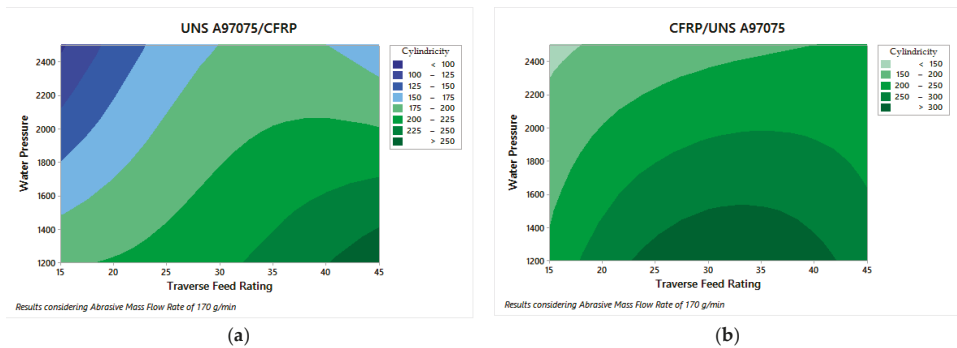 UNS A97075/CFRP
Cylindricity
< 100
100 – 125
125 – 150
150 – 175
175 – 200
200 – 225
225 – 250
> 250
Water Pressure
2400
2200
2000
1800
1600
1400
1200
15 20 25 30 35 40 45
Traverse Feed Rating
Results considering Abrasive Mass Flow Rate of 170 g/min
(a)
CFRP/UNS A97075
Cylindricity
< 150
150 – 200
200 – 250
250 – 300
> 300
Water Pressure
2400
2200
2000
1800
1600
1400
1200
15 20 25 30 35 40 45
Traverse Feed Rating
Results considering Abrasive Mass Flow Rate of 170 g/min
(b)